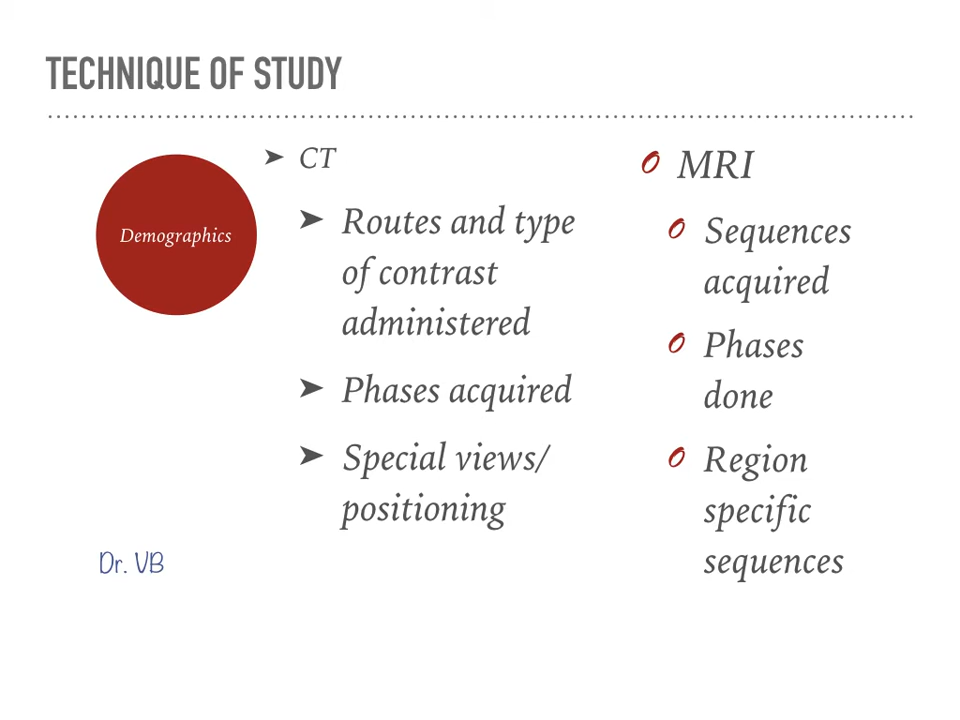 TECHNIQUE OF STUDY
Demographics
CT
Routes and type
of contrast
administered
Phases acquired
Special views/
positioning
MRI
Sequences
acquired
Phases
done
Region
specific
sequences
Dr. VB